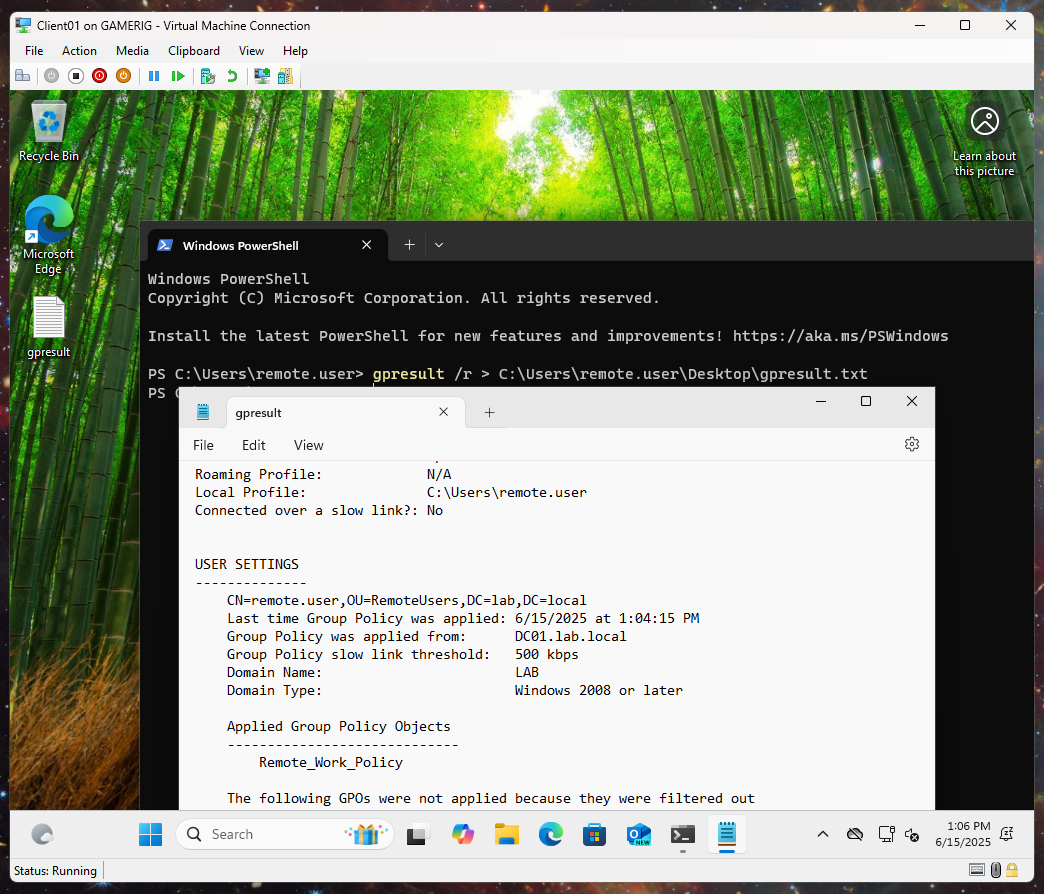 Client01 on GAMERIG - Virtual Machine Connection
File Action Media Clipboard View Help
Recycle Bin
Learn about
this picture
Microsoft
Edge
gpresult
Windows PowerShell
Windows PowerShell
Copyright (C) Microsoft Corporation. All rights reserved.
Install the latest PowerShell for new features and improvements! https://aka.ms/PSWindows
PS C:\Users\remote.user> gpresult /r > C:\Users\remote.user\Desktop\gpresult.txt
PS
gpresult
File Edit View
Roaming Profile: N/A
Local Profile: C:\Users\remote.user
Connected over a slow link?: No
USER SETTINGS
--------------
CN=remote.user,OU=RemoteUsers,DC=lab,DC=local
Last time Group Policy was applied: 6/15/2025 at 1:04:15 PM
Group Policy was applied from: DC01.lab.local
Group Policy slow link threshold: 500 kbps
Domain Name: LAB
Domain Type: Windows 2008 or later
Applied Group Policy Objects
-----------------------------
Remote_Work_Policy
The following GPOs were not applied because they were filtered out
Search
NEW
1:06 PM
6/15/2025
Status: Running